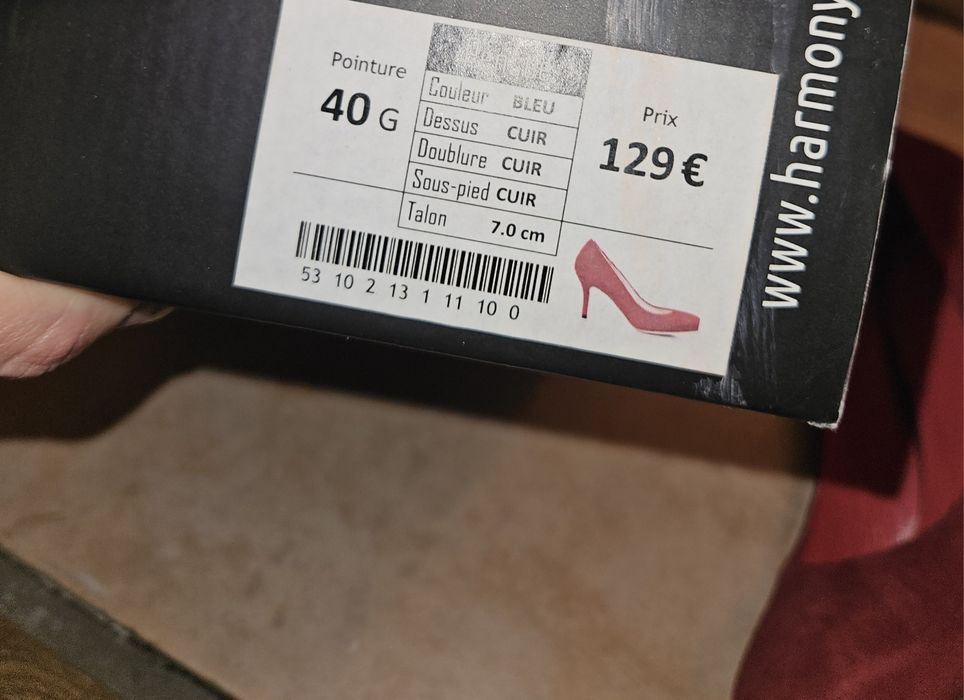 Pointure
40 G
Couleur BLEU
Dessus CUIR
Doublure CUIR
Sous-pied CUIR
Talon 7.0 cm
Prix
129 €
53 10 2 13 1 11 10 0
www.harmony